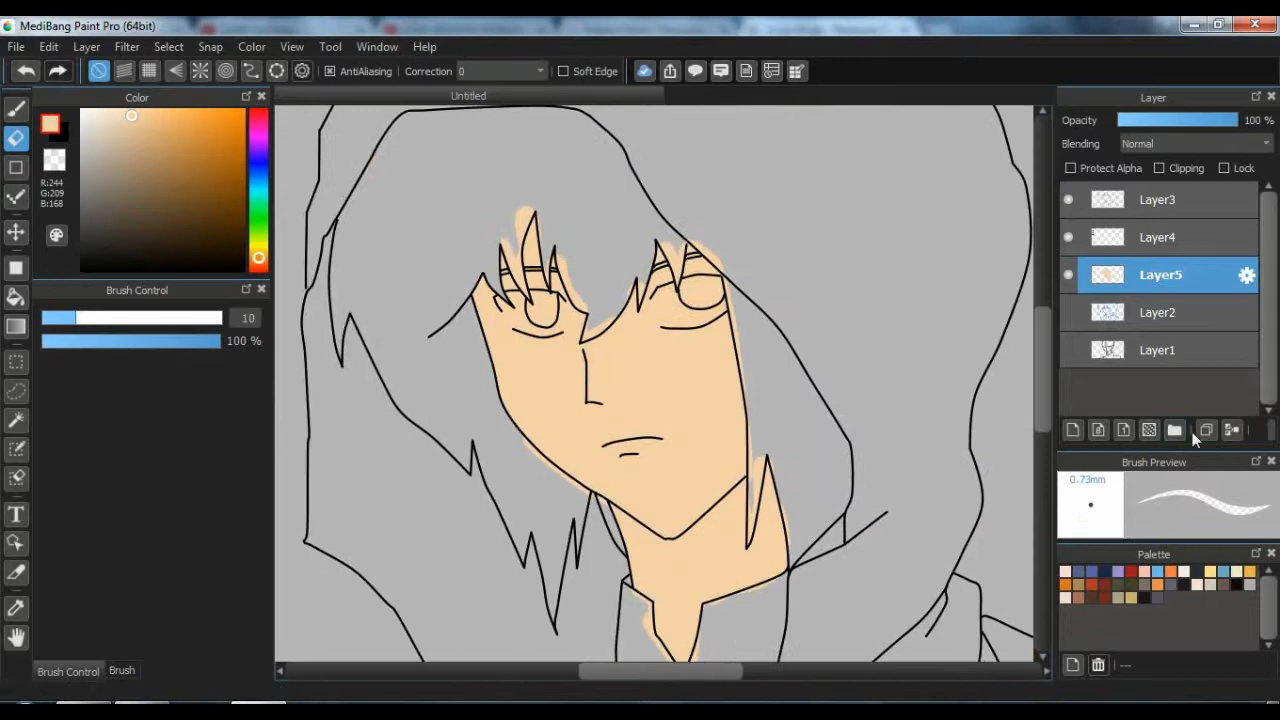 MediBang Paint Pro (64bit)
File Edit Layer Filter Select Snap Color View Tool Window Help
AntiAliasing Correction 0 Soft Edge
Color
Untitled
Layer
Opacity 100 %
Blending Normal
Protect Alpha Clipping Lock
R:244
G:209
B:168
Layer3
Layer4
Layer5
Layer2
Layer1
Brush Control
10
100 %
Brush Preview
0.73mm
Palette
---
Brush Control Brush